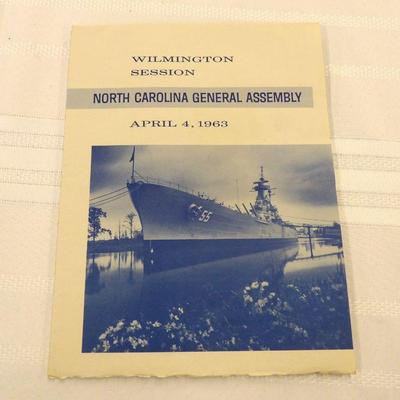 WILMINGTON
SESSION
NORTH CAROLINA GENERAL ASSEMBLY
APRIL 4, 1963
55